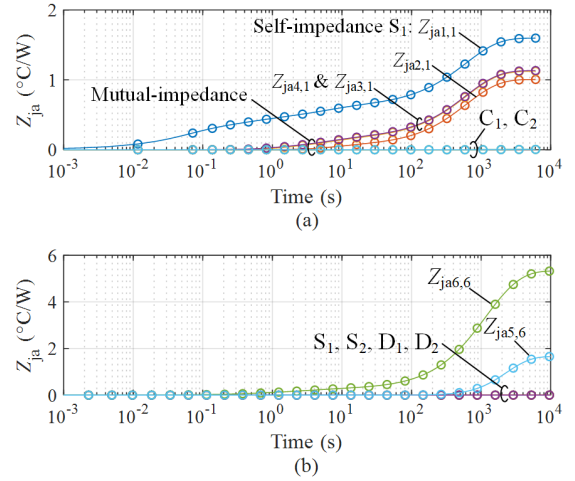 Self-impedance S1: Zja1,1
Zja2,1
Zja4,1 & Zja3,1
Mutual-impedance
C1, C2
Zja (°C/W)
2
1
0
10-3 10-2 10-1 100 101 102 103 104
Time (s)
(a)
Zja6,6
Zja5,6
S1, S2, D1, D2
Zja (°C/W)
6
4
2
0
10-3 10-2 10-1 100 101 102 103 104
Time (s)
(b)